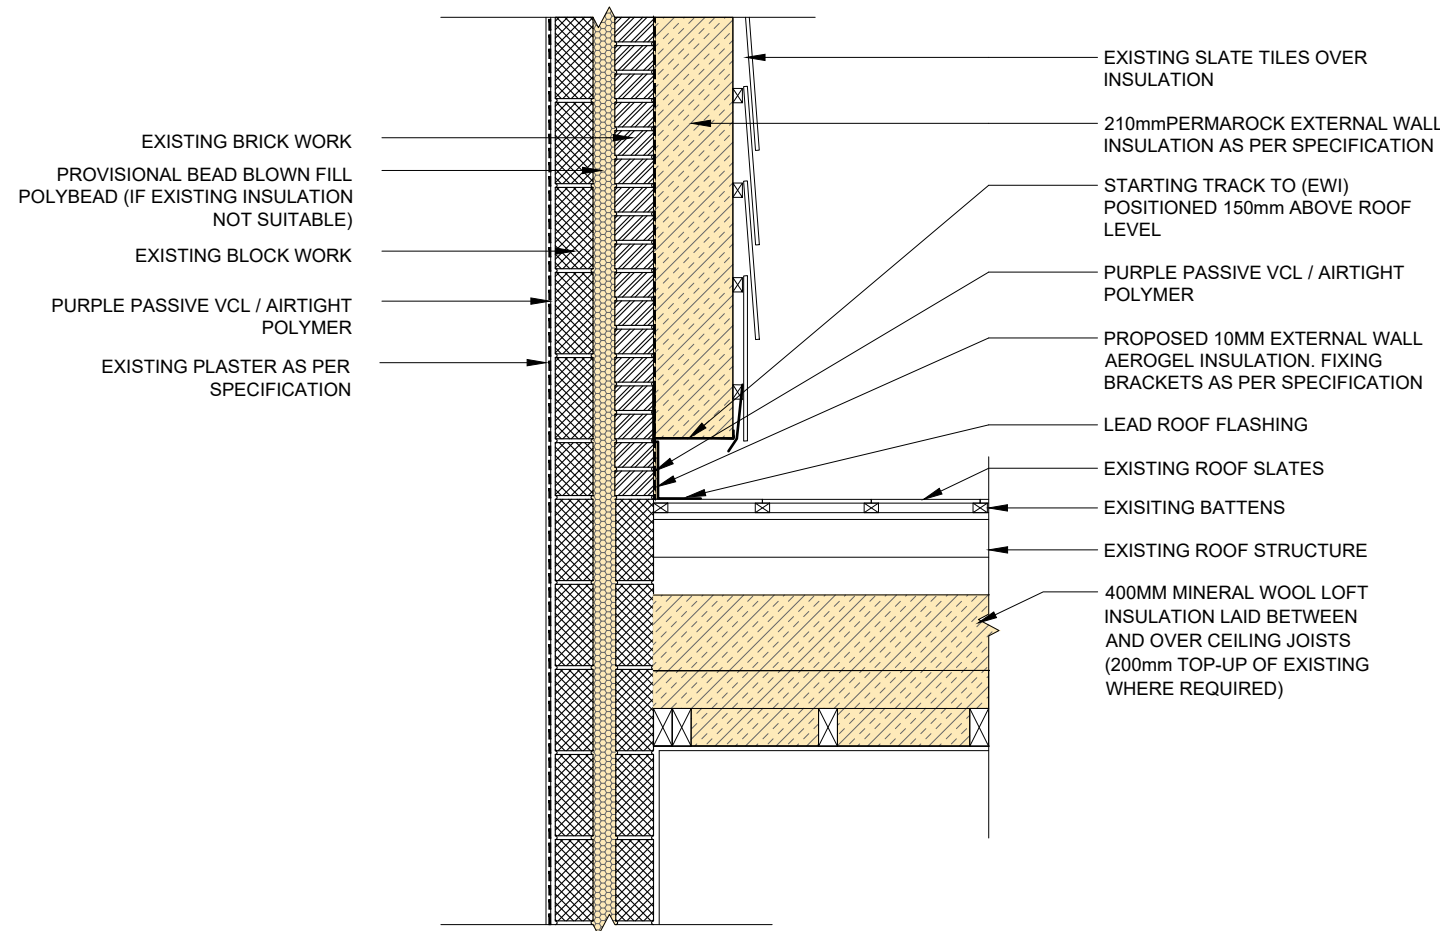 EXISTING BRICK WORK
PROVISIONAL BEAD BLOWN FILL
POLYBEAD (IF EXISTING INSULATION
NOT SUITABLE)
EXISTING BLOCK WORK
PURPLE PASSIVE VCL / AIRTIGHT
POLYMER
EXISTING PLASTER AS PER
SPECIFICATION
EXISTING SLATE TILES OVER
INSULATION
210mmPERMAROCK EXTERNAL WALL
INSULATION AS PER SPECIFICATION
STARTING TRACK TO (EWI)
POSITIONED 150mm ABOVE ROOF
LEVEL
PURPLE PASSIVE VCL / AIRTIGHT
POLYMER
PROPOSED 10MM EXTERNAL WALL
AEROGEL INSULATION. FIXING
BRACKETS AS PER SPECIFICATION
LEAD ROOF FLASHING
EXISTING ROOF SLATES
EXISITING BATTENS
EXISTING ROOF STRUCTURE
400MM MINERAL WOOL LOFT
INSULATION LAID BETWEEN
AND OVER CEILING JOISTS
(200mm TOP-UP OF EXISTING
WHERE REQUIRED)